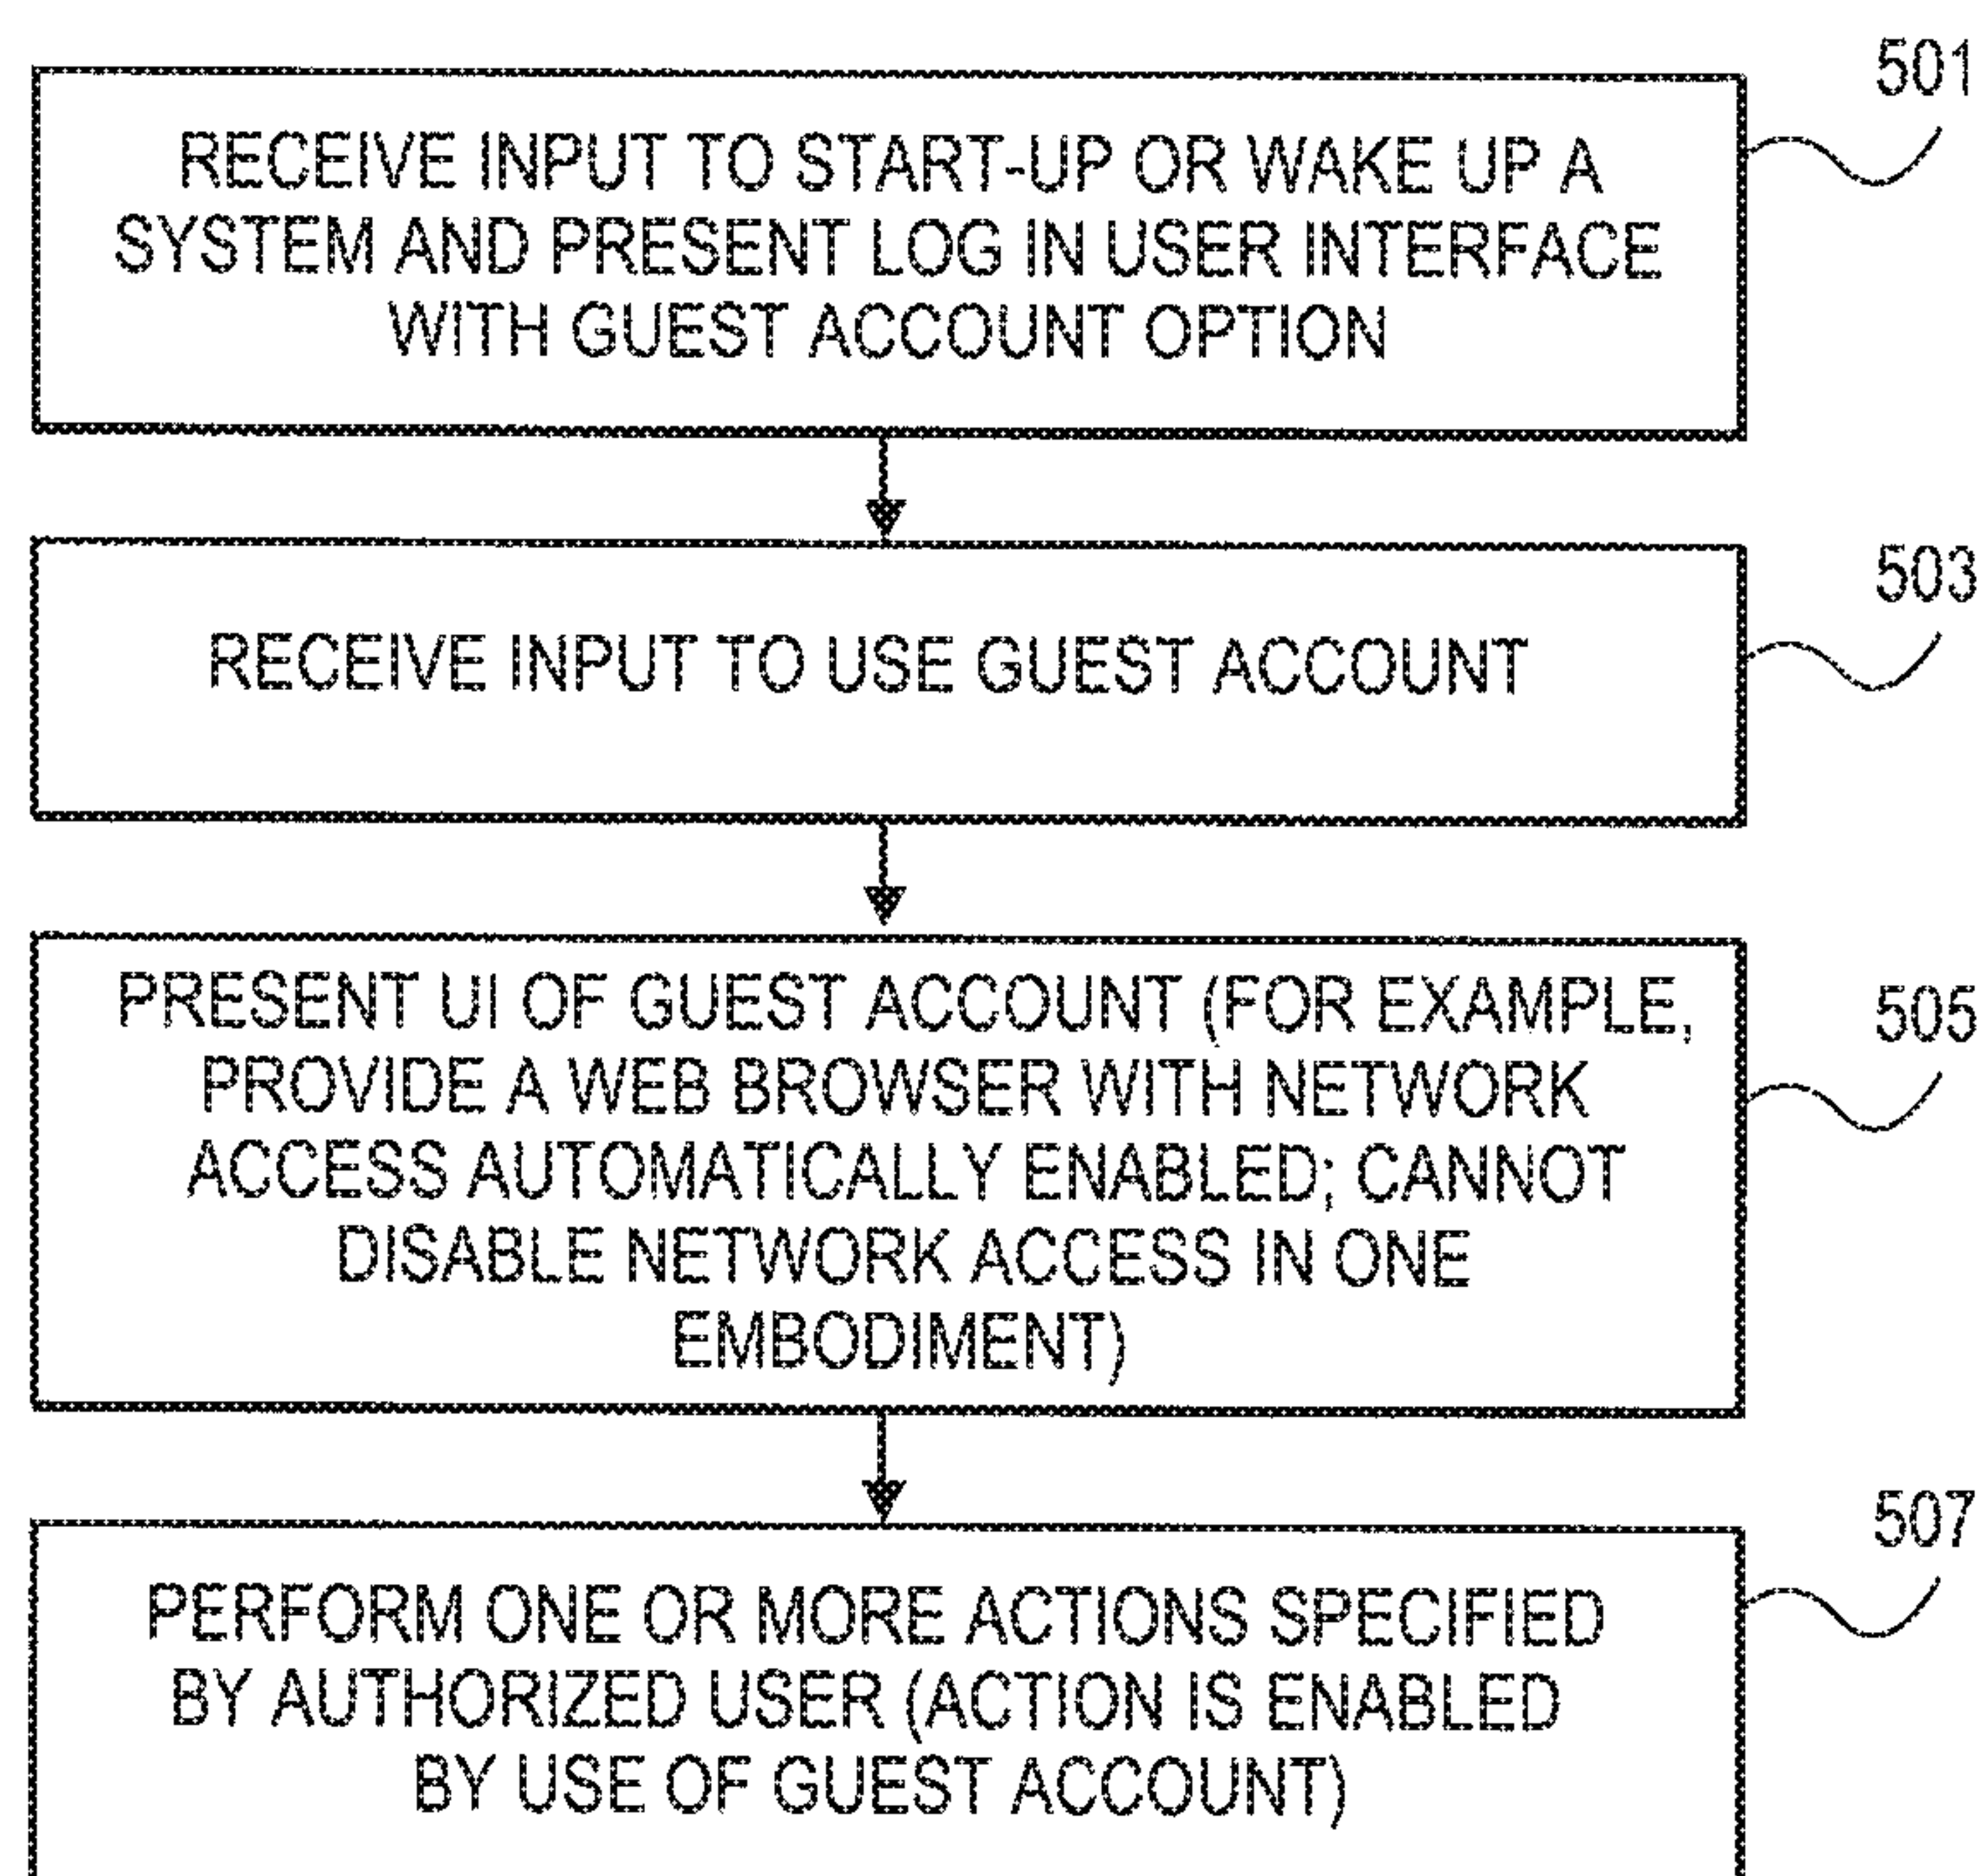 501
RECEIVE INPUT TO START-UP OR WAKE UP A
SYSTEM AND PRESENT LOG IN USER INTERFACE
WITH GUEST ACCOUNT OPTION
503
RECEIVE INPUT TO USE GUEST ACCOUNT
505
PRESENT UI OF GUEST ACCOUNT (FOR EXAMPLE,
PROVIDE A WEB BROWSER WITH NETWORK
ACCESS AUTOMATICALLY ENABLED; CANNOT
DISABLE NETWORK ACCESS IN ONE
EMBODIMENT)
507
PERFORM ONE OR MORE ACTIONS SPECIFIED
BY AUTHORIZED USER (ACTION IS ENABLED
BY USE OF GUEST ACCOUNT)